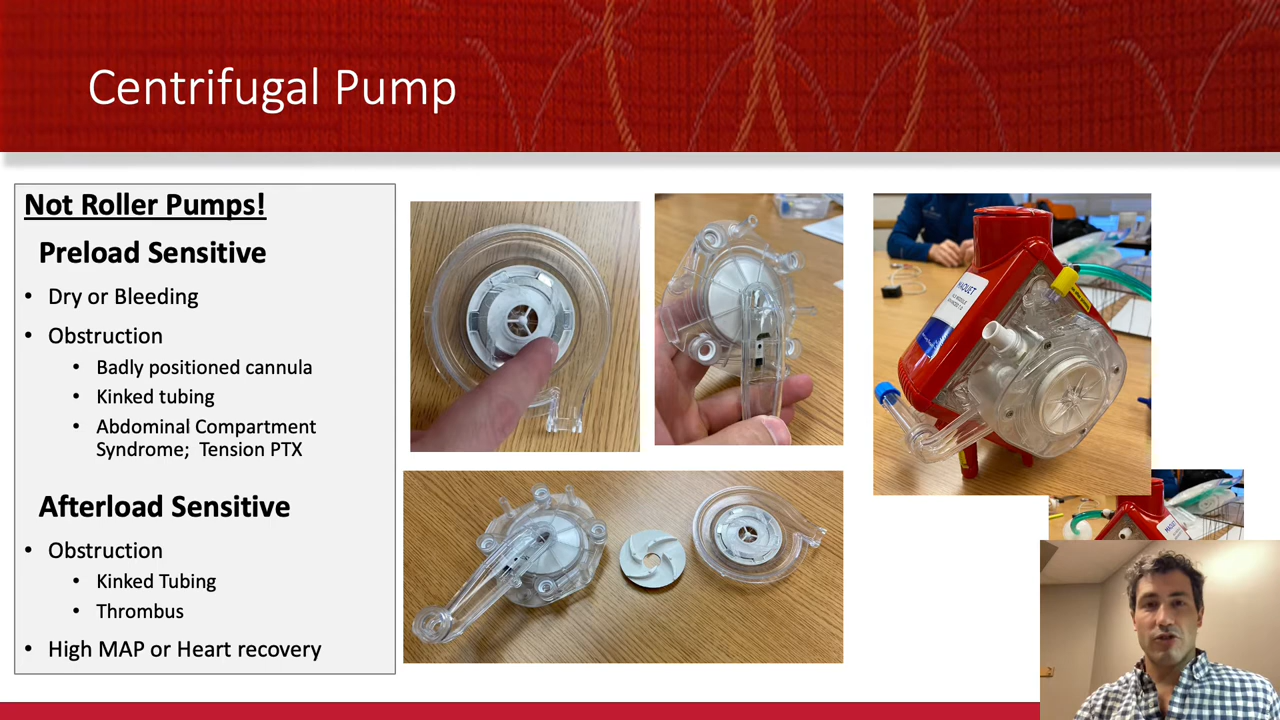 Centrifugal Pump
Not Roller Pumps!
Preload Sensitive
• Dry or Bleeding
• Obstruction
• Badly positioned cannula
• Kinked tubing
• Abdominal Compartment
Syndrome; Tension PTX
Afterload Sensitive
• Obstruction
• Kinked Tubing
• Thrombus
• High MAP or Heart recovery
MAQUET
MAQUET